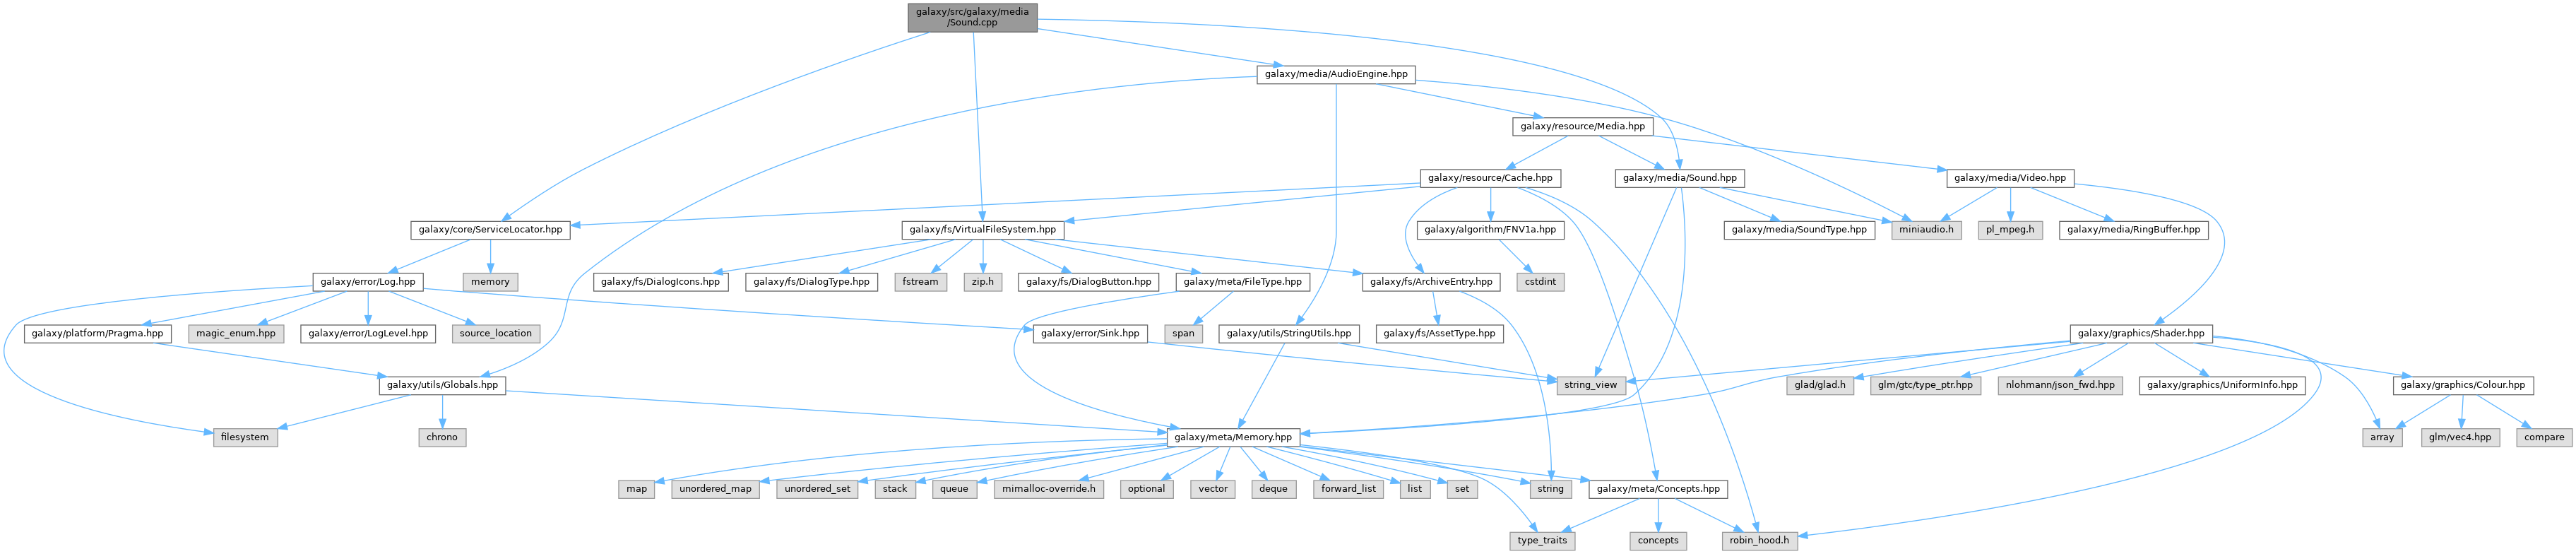 galaxy/src/galaxy/media
/Sound.cpp
galaxy/media/AudioEngine.hpp
galaxy/resource/Media.hpp
galaxy/resource/Cache.hpp
galaxy/media/Sound.hpp
galaxy/media/Video.hpp
galaxy/core/ServiceLocator.hpp
galaxy/fs/VirtualFileSystem.hpp
galaxy/algorithm/FNV1a.hpp
galaxy/media/SoundType.hpp
miniaudio.h
pl_mpeg.h
galaxy/media/RingBuffer.hpp
galaxy/error/Log.hpp
memory
galaxy/fs/DialogIcons.hpp
galaxy/fs/DialogType.hpp
fstream
zip.h
galaxy/fs/DialogButton.hpp
galaxy/meta/FileType.hpp
galaxy/fs/ArchiveEntry.hpp
cstdint
galaxy/platform/Pragma.hpp
magic_enum.hpp
galaxy/error/LogLevel.hpp
source_location
galaxy/error/Sink.hpp
span
galaxy/utils/StringUtils.hpp
galaxy/fs/AssetType.hpp
galaxy/graphics/Shader.hpp
galaxy/utils/Globals.hpp
string_view
glad/glad.h
glm/gtc/type_ptr.hpp
nlohmann/json_fwd.hpp
galaxy/graphics/UniformInfo.hpp
galaxy/graphics/Colour.hpp
filesystem
chrono
galaxy/meta/Memory.hpp
array
glm/vec4.hpp
compare
map
unordered_map
unordered_set
stack
queue
mimalloc-override.h
optional
vector
deque
forward_list
list
set
string
galaxy/meta/Concepts.hpp
type_traits
concepts
robin_hood.h